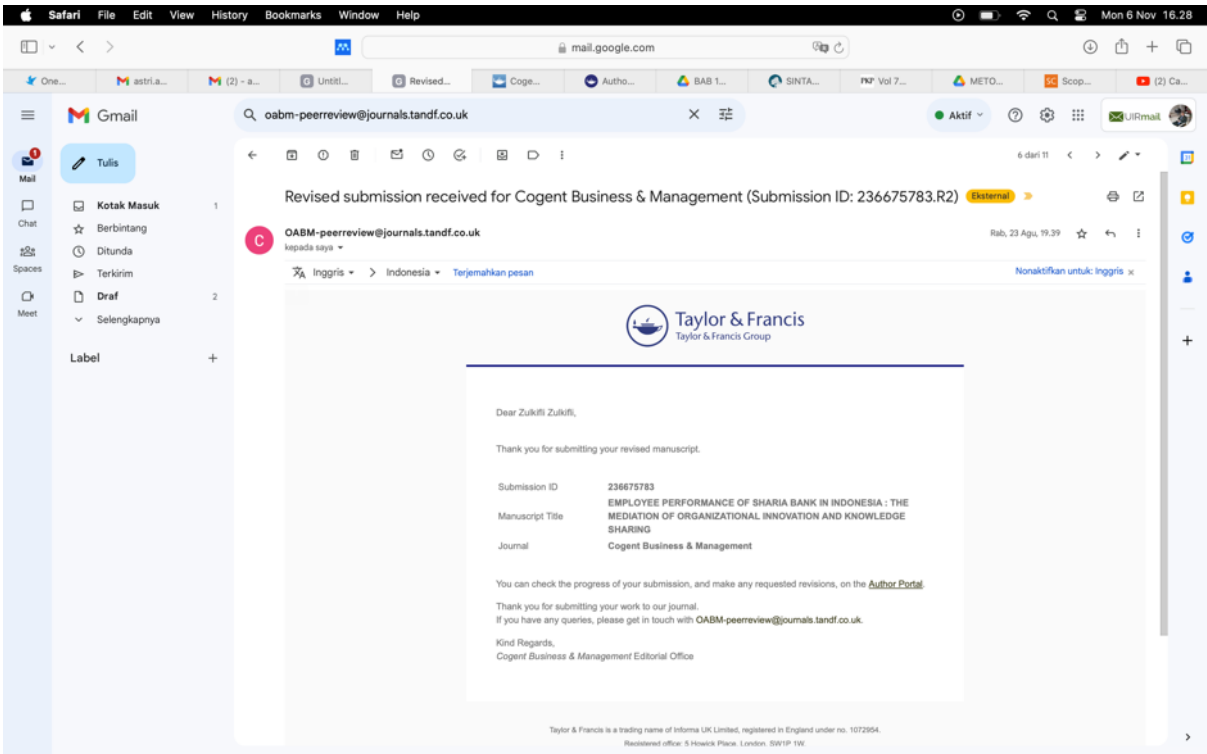 Safari File Edit View History Bookmarks Window Help
Mon 6 Nov 16.28
mail.google.com
One...
astri.a...
(2) - a...
Untitl...
Revised...
Coge...
Autho...
BAB 1...
SINTA...
PKP Vol 7...
METO...
SC Scop...
(2) Ca...
Gmail
oabm-peerreview@journals.tandf.co.uk
Aktif
UIRmail
Mail
Chat
Spaces
Meet
Tulis
Kotak Masuk 1
Berbintang
Ditunda
Terkirim
Draf 2
Selengkapnya
Label
6 dari 11
Revised submission received for Cogent Business & Management (Submission ID: 236675783.R2) Eksternal
C
OABM-peerreview@journals.tandf.co.uk
Rab, 23 Agu, 19.39
kepada saya
Inggris > Indonesia Terjemahkan pesan
Nonaktifkan untuk: Inggris x
Taylor & Francis
Taylor & Francis Group
Dear Zulkifli Zulkifli,
Thank you for submitting your revised manuscript.
Submission ID 236675783
EMPLOYEE PERFORMANCE OF SHARIA BANK IN INDONESIA : THE
Manuscript Title MEDIATION OF ORGANIZATIONAL INNOVATION AND KNOWLEDGE
SHARING
Journal Cogent Business & Management
You can check the progress of your submission, and make any requested revisions, on the Author Portal.
Thank you for submitting your work to our journal.
If you have any queries, please get in touch with OABM-peerreview@journals.tandf.co.uk.
Kind Regards,
Cogent Business & Management Editorial Office
Taylor & Francis is a trading name of Informa UK Limited, registered in England under no. 1072954.
Registered office: 5 Howick Place, London, SW1P 1W.